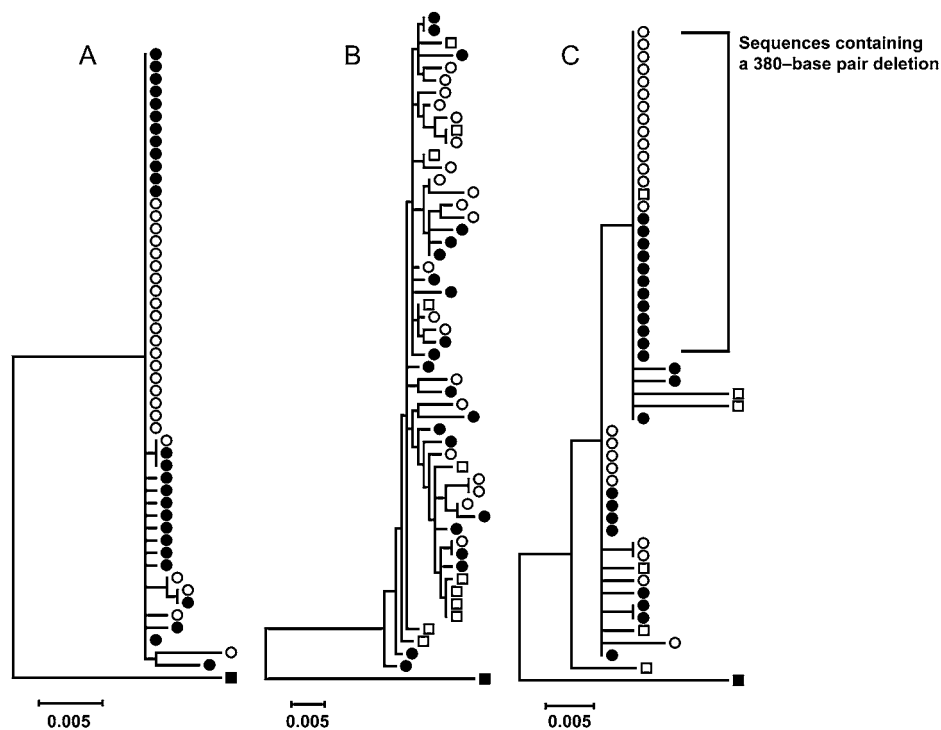 A
B
C
Sequences containing
a 380–base pair deletion
0.005
0.005
0.005